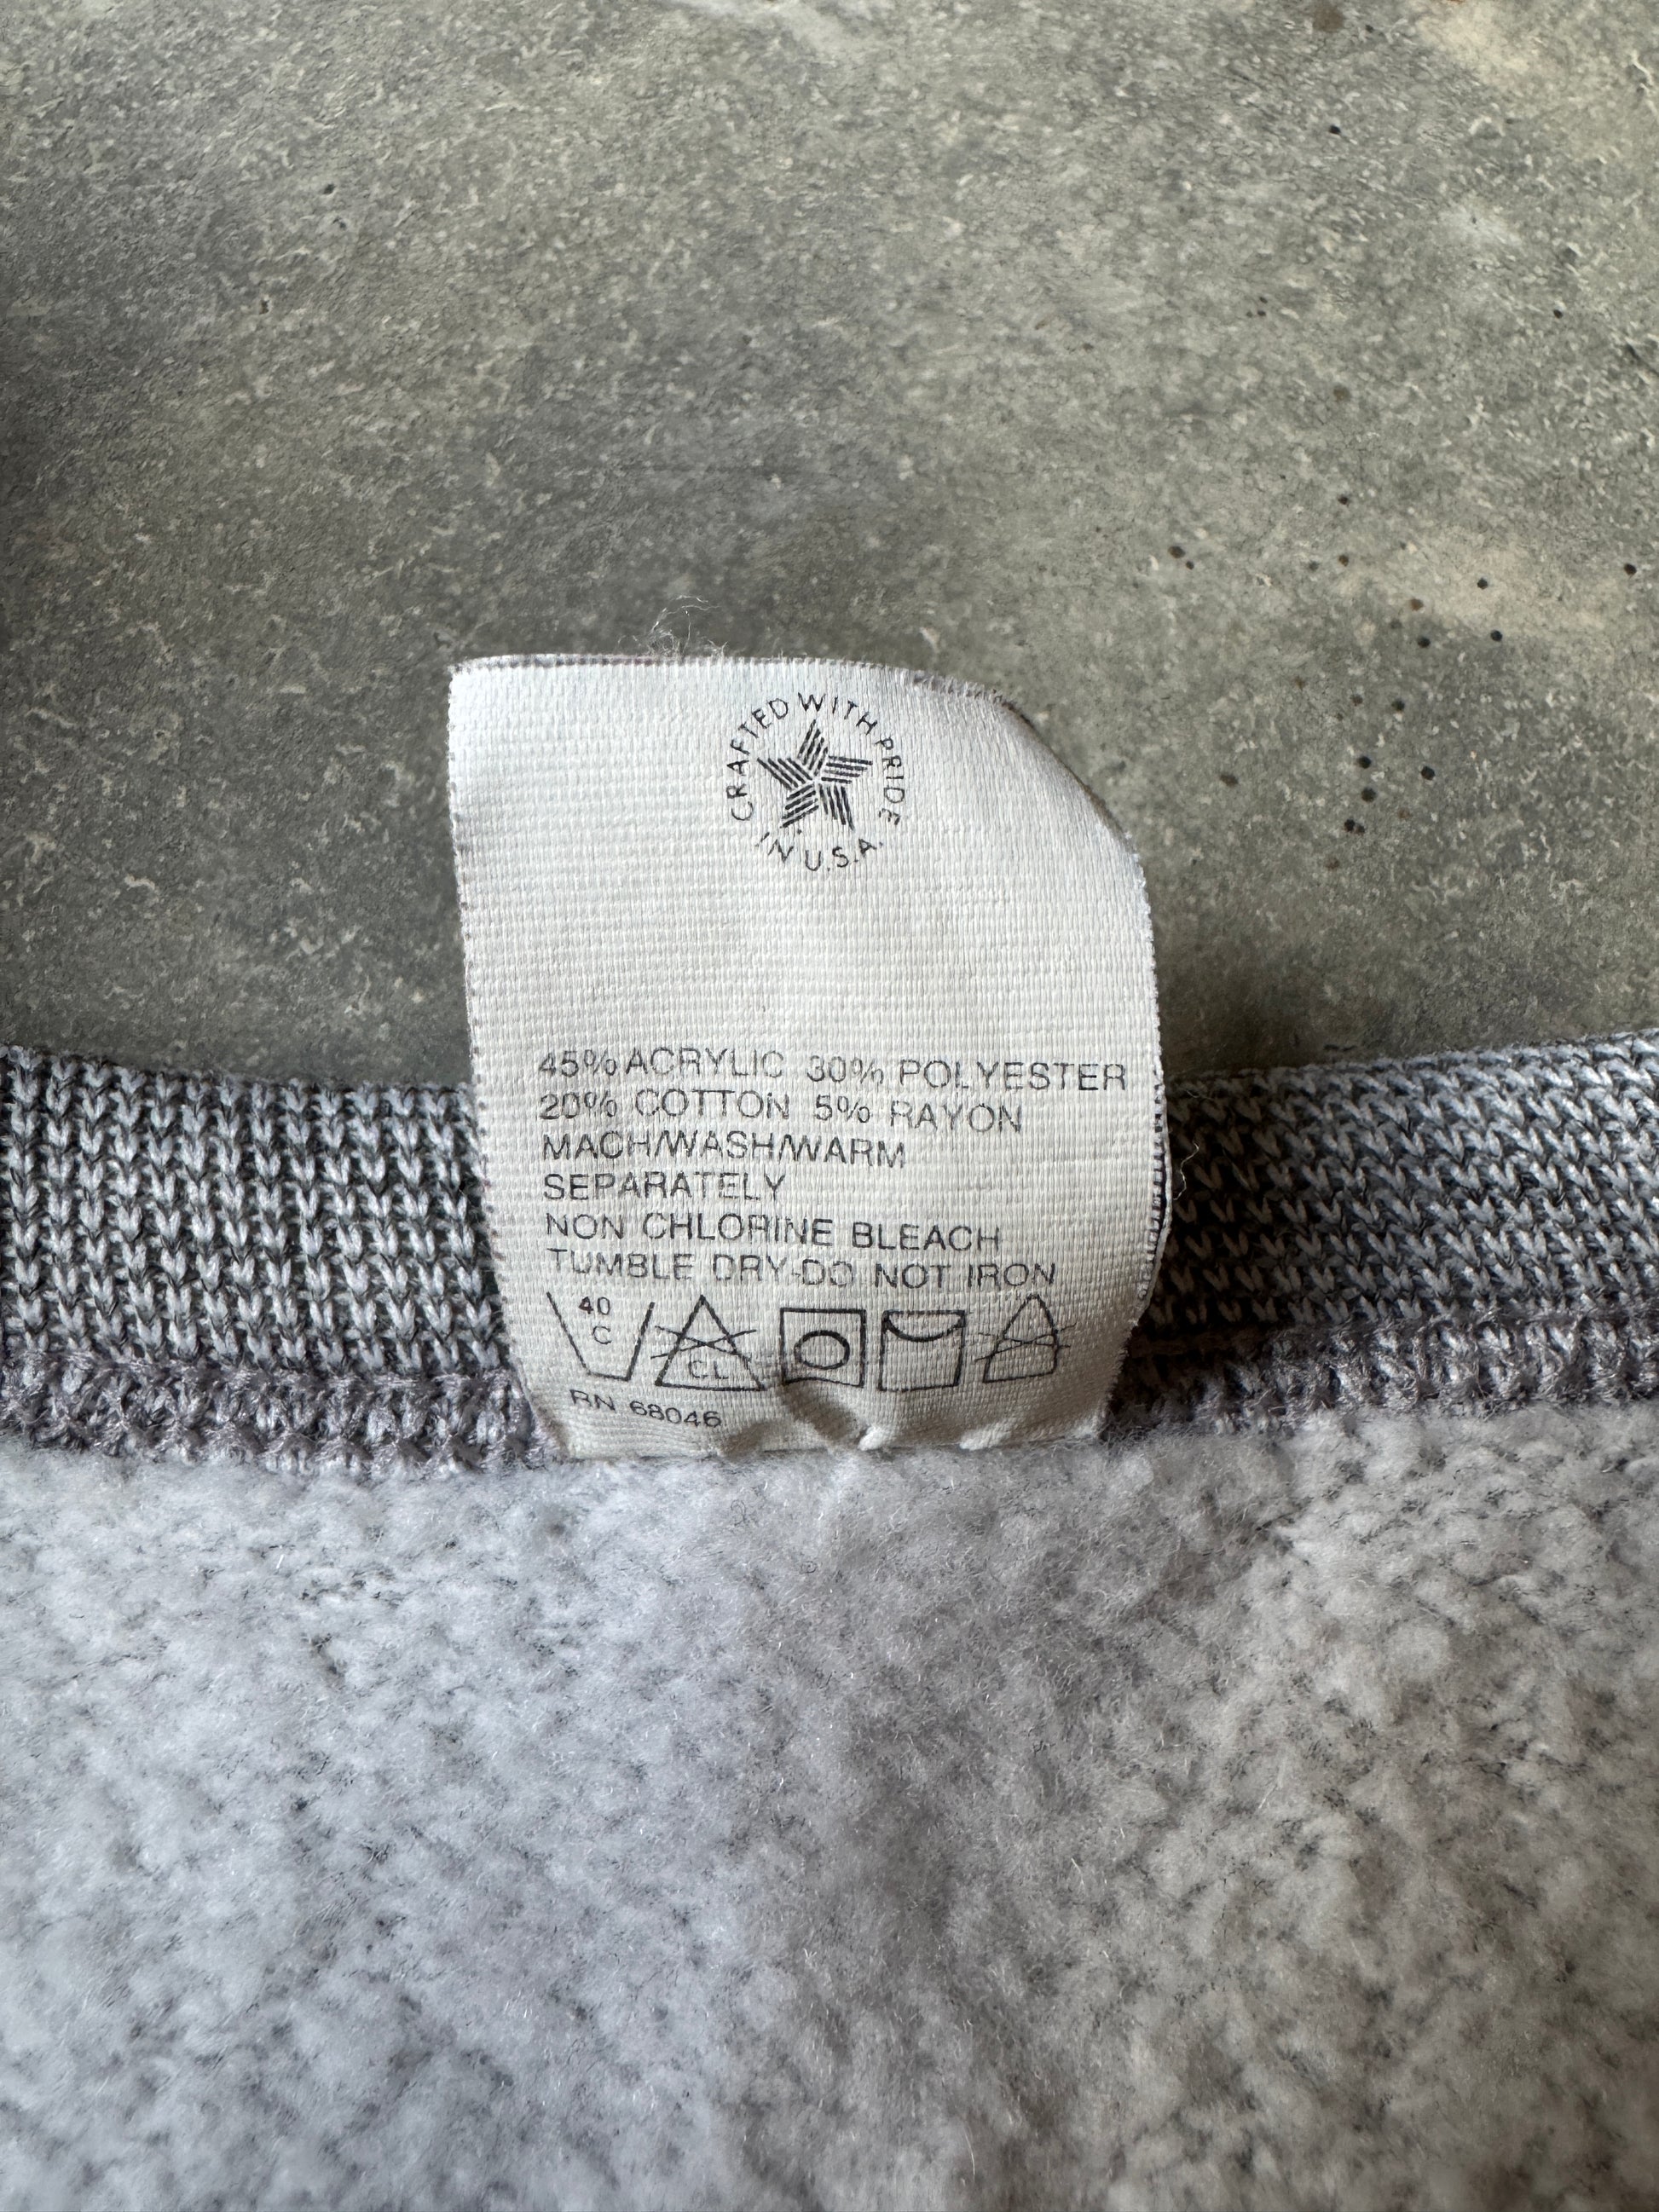 CRAFTED WITH PRIDE
IN U.S.A.
45% ACRYLIC 30% POLYESTER
20% COTTON 5% RAYON
MACH/WASH/WARM
SEPARATELY
NON CHLORINE BLEACH
TUMBLE DRY-DO NOT IRON
40
C
CL
RN 68046